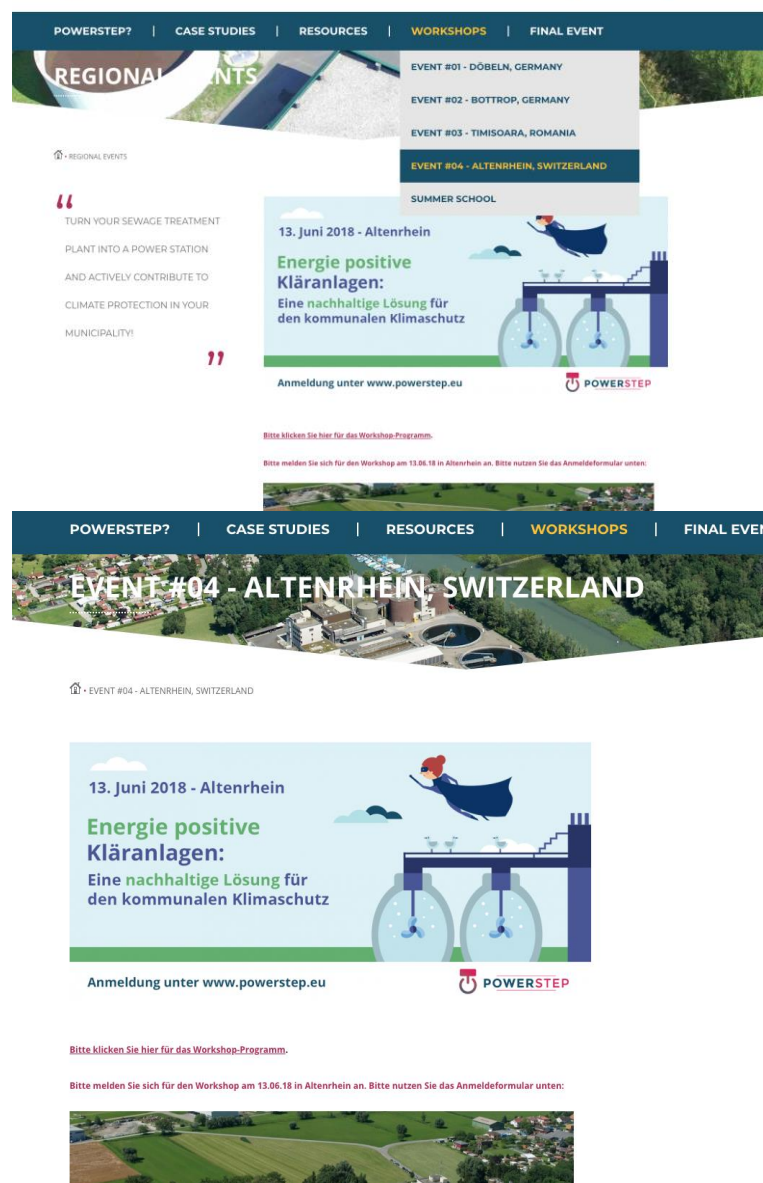 POWERSTEP? | CASE STUDIES | RESOURCES | WORKSHOPS | FINAL EVENT
REGIONAL EVENTS
EVENT #01 - DÖBELN, GERMANY
EVENT #02 - BOTTROP, GERMANY
EVENT #03 - TIMISOARA, ROMANIA
EVENT #04 - ALTENRHEIN, SWITZERLAND
SUMMER SCHOOL
• REGIONAL EVENTS
“
TURN YOUR SEWAGE TREATMENT
PLANT INTO A POWER STATION
AND ACTIVELY CONTRIBUTE TO
CLIMATE PROTECTION IN YOUR
MUNICIPALITY!
”
13. Juni 2018 - Altenrhein
Energie positive
Kläranlagen:
Eine nachhaltige Lösung für
den kommunalen Klimaschutz
Anmeldung unter www.powerstep.eu
POWERSTEP
Bitte klicken Sie hier für das Workshop-Programm.
Bitte melden Sie sich für den Workshop am 13.06.18 in Altenrhein an. Bitte nutzen Sie das Anmeldeformular unten:
POWERSTEP? | CASE STUDIES | RESOURCES | WORKSHOPS | FINAL EVEN
EVENT #04 - ALTENRHEIN, SWITZERLAND
• EVENT #04 - ALTENRHEIN, SWITZERLAND
13. Juni 2018 - Altenrhein
Energie positive
Kläranlagen:
Eine nachhaltige Lösung für
den kommunalen Klimaschutz
Anmeldung unter www.powerstep.eu
POWERSTEP
Bitte klicken Sie hier für das Workshop-Programm.
Bitte melden Sie sich für den Workshop am 13.06.18 in Altenrhein an. Bitte nutzen Sie das Anmeldeformular unten: